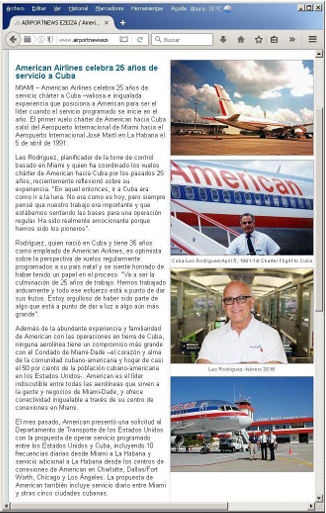 Archivo Editar Ver Historial Marcadores Herramientas Ayuda
AIRPORTNEWS EZEIZA / Ameri...
www.airportnewseze
Buscar
American Airlines celebra 25 años de
servicio a Cuba
MIAMI – American Airlines celebra 25 años de
servicio chárter a Cuba –valiosa e inigualada
experiencia que posiciona a American para ser el
líder cuando el servicio programado se inicie en el
año. El primer vuelo chárter de American hacia Cuba
salió del Aeropuerto Internacional de Miami hacia el
Aeropuerto Internacional José Martí en La Habana el
5 de abril de 1991.
Leo Rodríguez, planificador de la torre de control
basado en Miami y quien ha coordinado los vuelos
chárter de American hacia Cuba por los pasados 25
años, recientemente reflexionó sobre su
experiencia. "En aquel entonces, ir a Cuba era
como ir a la luna. No era como es hoy, pero siempre
pensé que nuestro trabajo era importante y que
estábamos sentando las bases para una operación
regular. Ha sido realmente emocionante porque
hemos sido los pioneros".
Rodríguez, quien nació en Cuba y tiene 35 años
como empleado de American Airlines, es optimista
sobre la perspectiva de vuelos regularmente
programados a su país natal y se siente honrado de
haber tenido un papel en el proceso. "Va a ser la
culminación de 25 años de trabajo. Hemos trabajado
arduamente y todo ese esfuerzo está a punto de dar
sus frutos. Estoy orgulloso de haber sido parte de
algo que está a punto de dar a luz a algo aún más
grande".
Además de la abundante experiencia y familiaridad
de American con las operaciones en tierra de Cuba,
ninguna aerolínea tiene un compromiso más grande
con el Condado de Miami-Dade –el corazón y alma
de la comunidad cubano-americana y hogar de casi
el 50 por ciento de la población cubano-americana
en los Estados Unidos-. American es el líder
indiscutible entre todas las aerolíneas que sirven a
la gente y negocios de Miami-Dade, y ofrece
conectividad inigualable a través de su centro de
conexiones en Miami.
El mes pasado, American presentó una solicitud al
Departamento de Transporte de los Estados Unidos
con la propuesta de operar servicio programado
entre los Estados Unidos y Cuba, incluyendo 10
frecuencias diarias desde Miami a La Habana y
servicio adicional a La Habana desde los centros
de conexiones de American en Charlotte, Dallas/Fort
Worth, Chicago y Los Ángeles. La propuesta de
American también incluye servicio diario entre Miami
y otras cinco ciudades cubanas.
American
Cuba-Leo Rodriguez April 5, 1991-1st Charter Flight to Cuba
Leo Rodriguez -febrero 2016